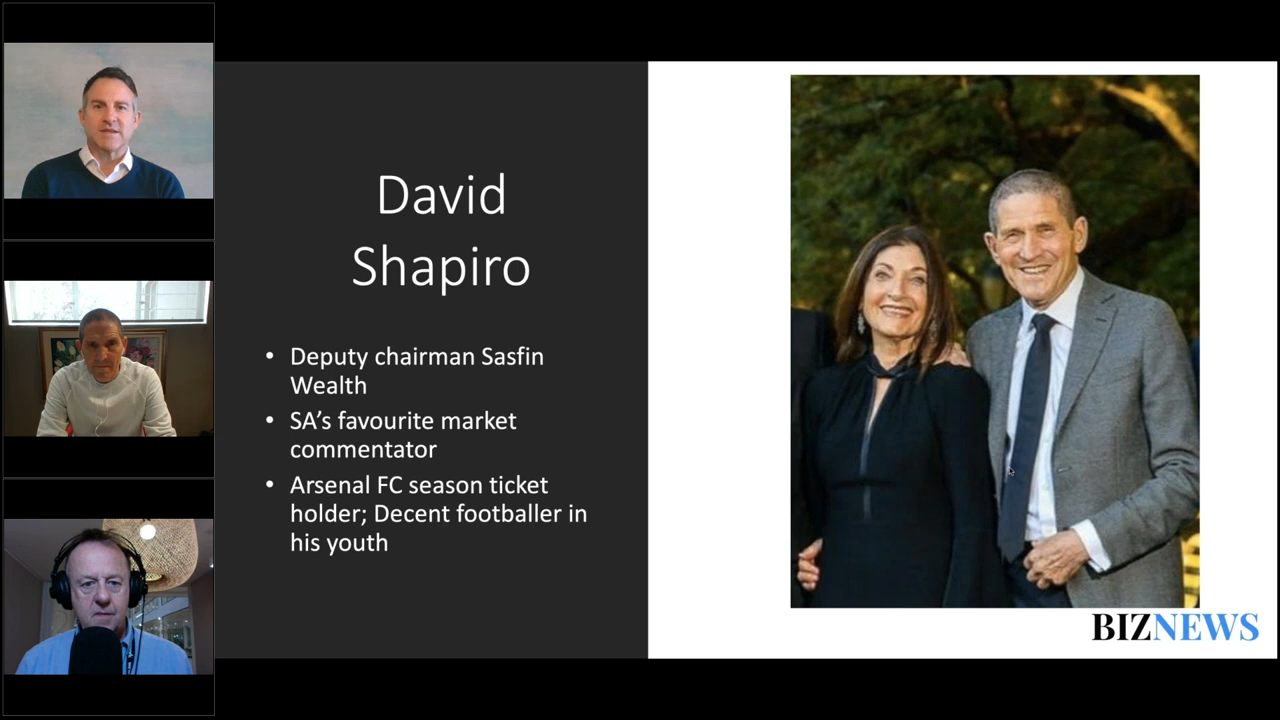 David
Shapiro
• Deputy chairman Sasfin
Wealth
• SA’s favourite market
commentator
• Arsenal FC season ticket
holder; Decent footballer in
his youth
BIZNEWS